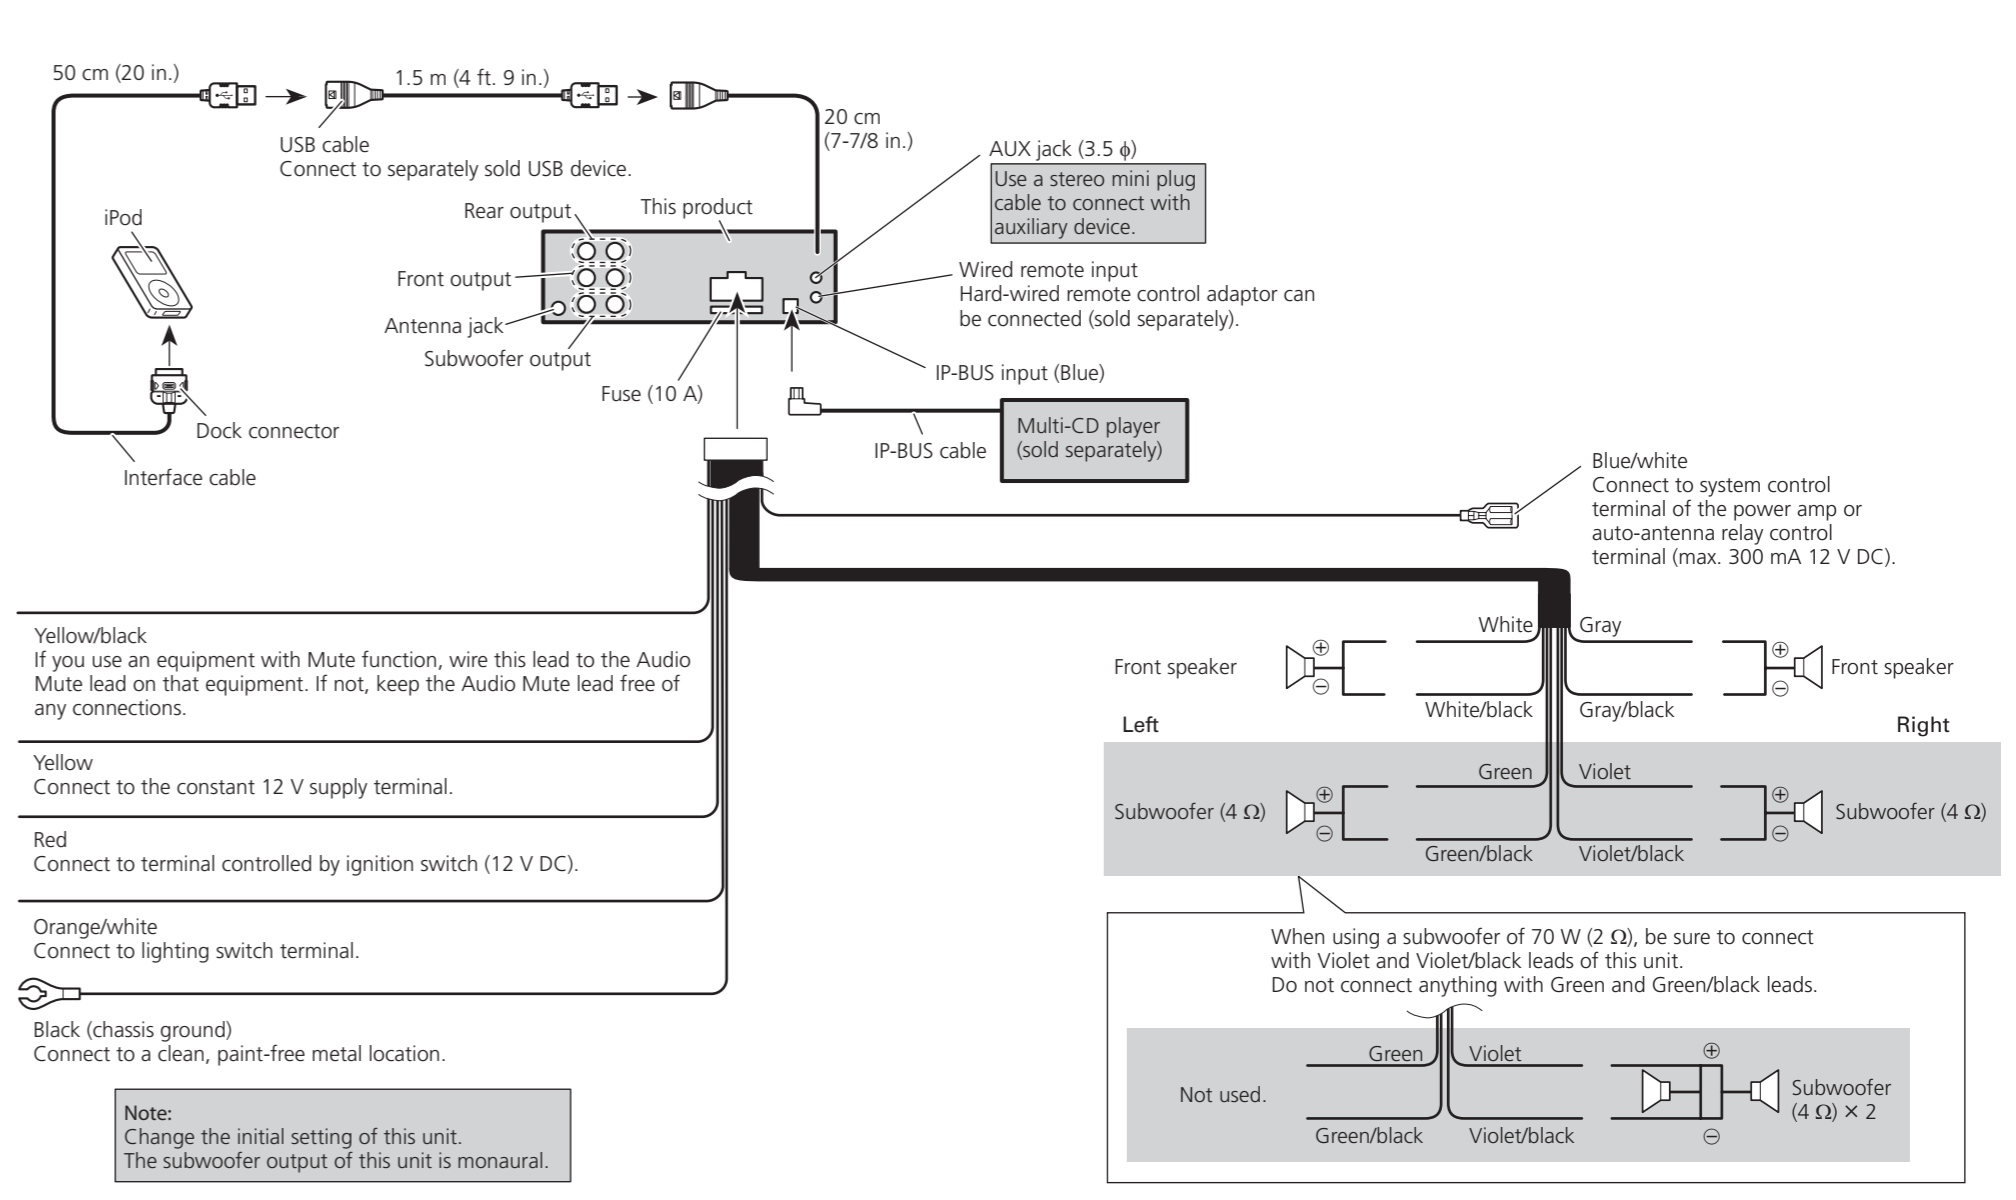 50 cm (20 in.)
1.5 m (4 ft. 9 in.)
20 cm
(7-7/8 in.)
USB cable
Connect to separately sold USB device.
AUX jack (3.5 ϕ)
Use a stereo mini plug
cable to connect with
auxiliary device.
iPod
Rear output
This product
Front output
Wired remote input
Hard-wired remote control adaptor can
be connected (sold separately).
Antenna jack
Subwoofer output
Fuse (10 A)
IP-BUS input (Blue)
Dock connector
Interface cable
IP-BUS cable
Multi-CD player
(sold separately)
Blue/white
Connect to system control
terminal of the power amp or
auto-antenna relay control
terminal (max. 300 mA 12 V DC).
Yellow/black
If you use an equipment with Mute function, wire this lead to the Audio
Mute lead on that equipment. If not, keep the Audio Mute lead free of
any connections.
Yellow
Connect to the constant 12 V supply terminal.
Red
Connect to terminal controlled by ignition switch (12 V DC).
Orange/white
Connect to lighting switch terminal.
Black (chassis ground)
Connect to a clean, paint-free metal location.
Note:
Change the initial setting of this unit.
The subwoofer output of this unit is monaural.
White
Gray
Front speaker
⊕
⊖
⊕
⊖
Front speaker
White/black
Gray/black
Left
Right
Green
Violet
Subwoofer (4 Ω)
⊕
⊖
⊕
⊖
Subwoofer (4 Ω)
Green/black
Violet/black
When using a subwoofer of 70 W (2 Ω), be sure to connect
with Violet and Violet/black leads of this unit.
Do not connect anything with Green and Green/black leads.
Green
Violet
⊕
Not used.
Subwoofer
(4 Ω) × 2
Green/black
Violet/black
⊖